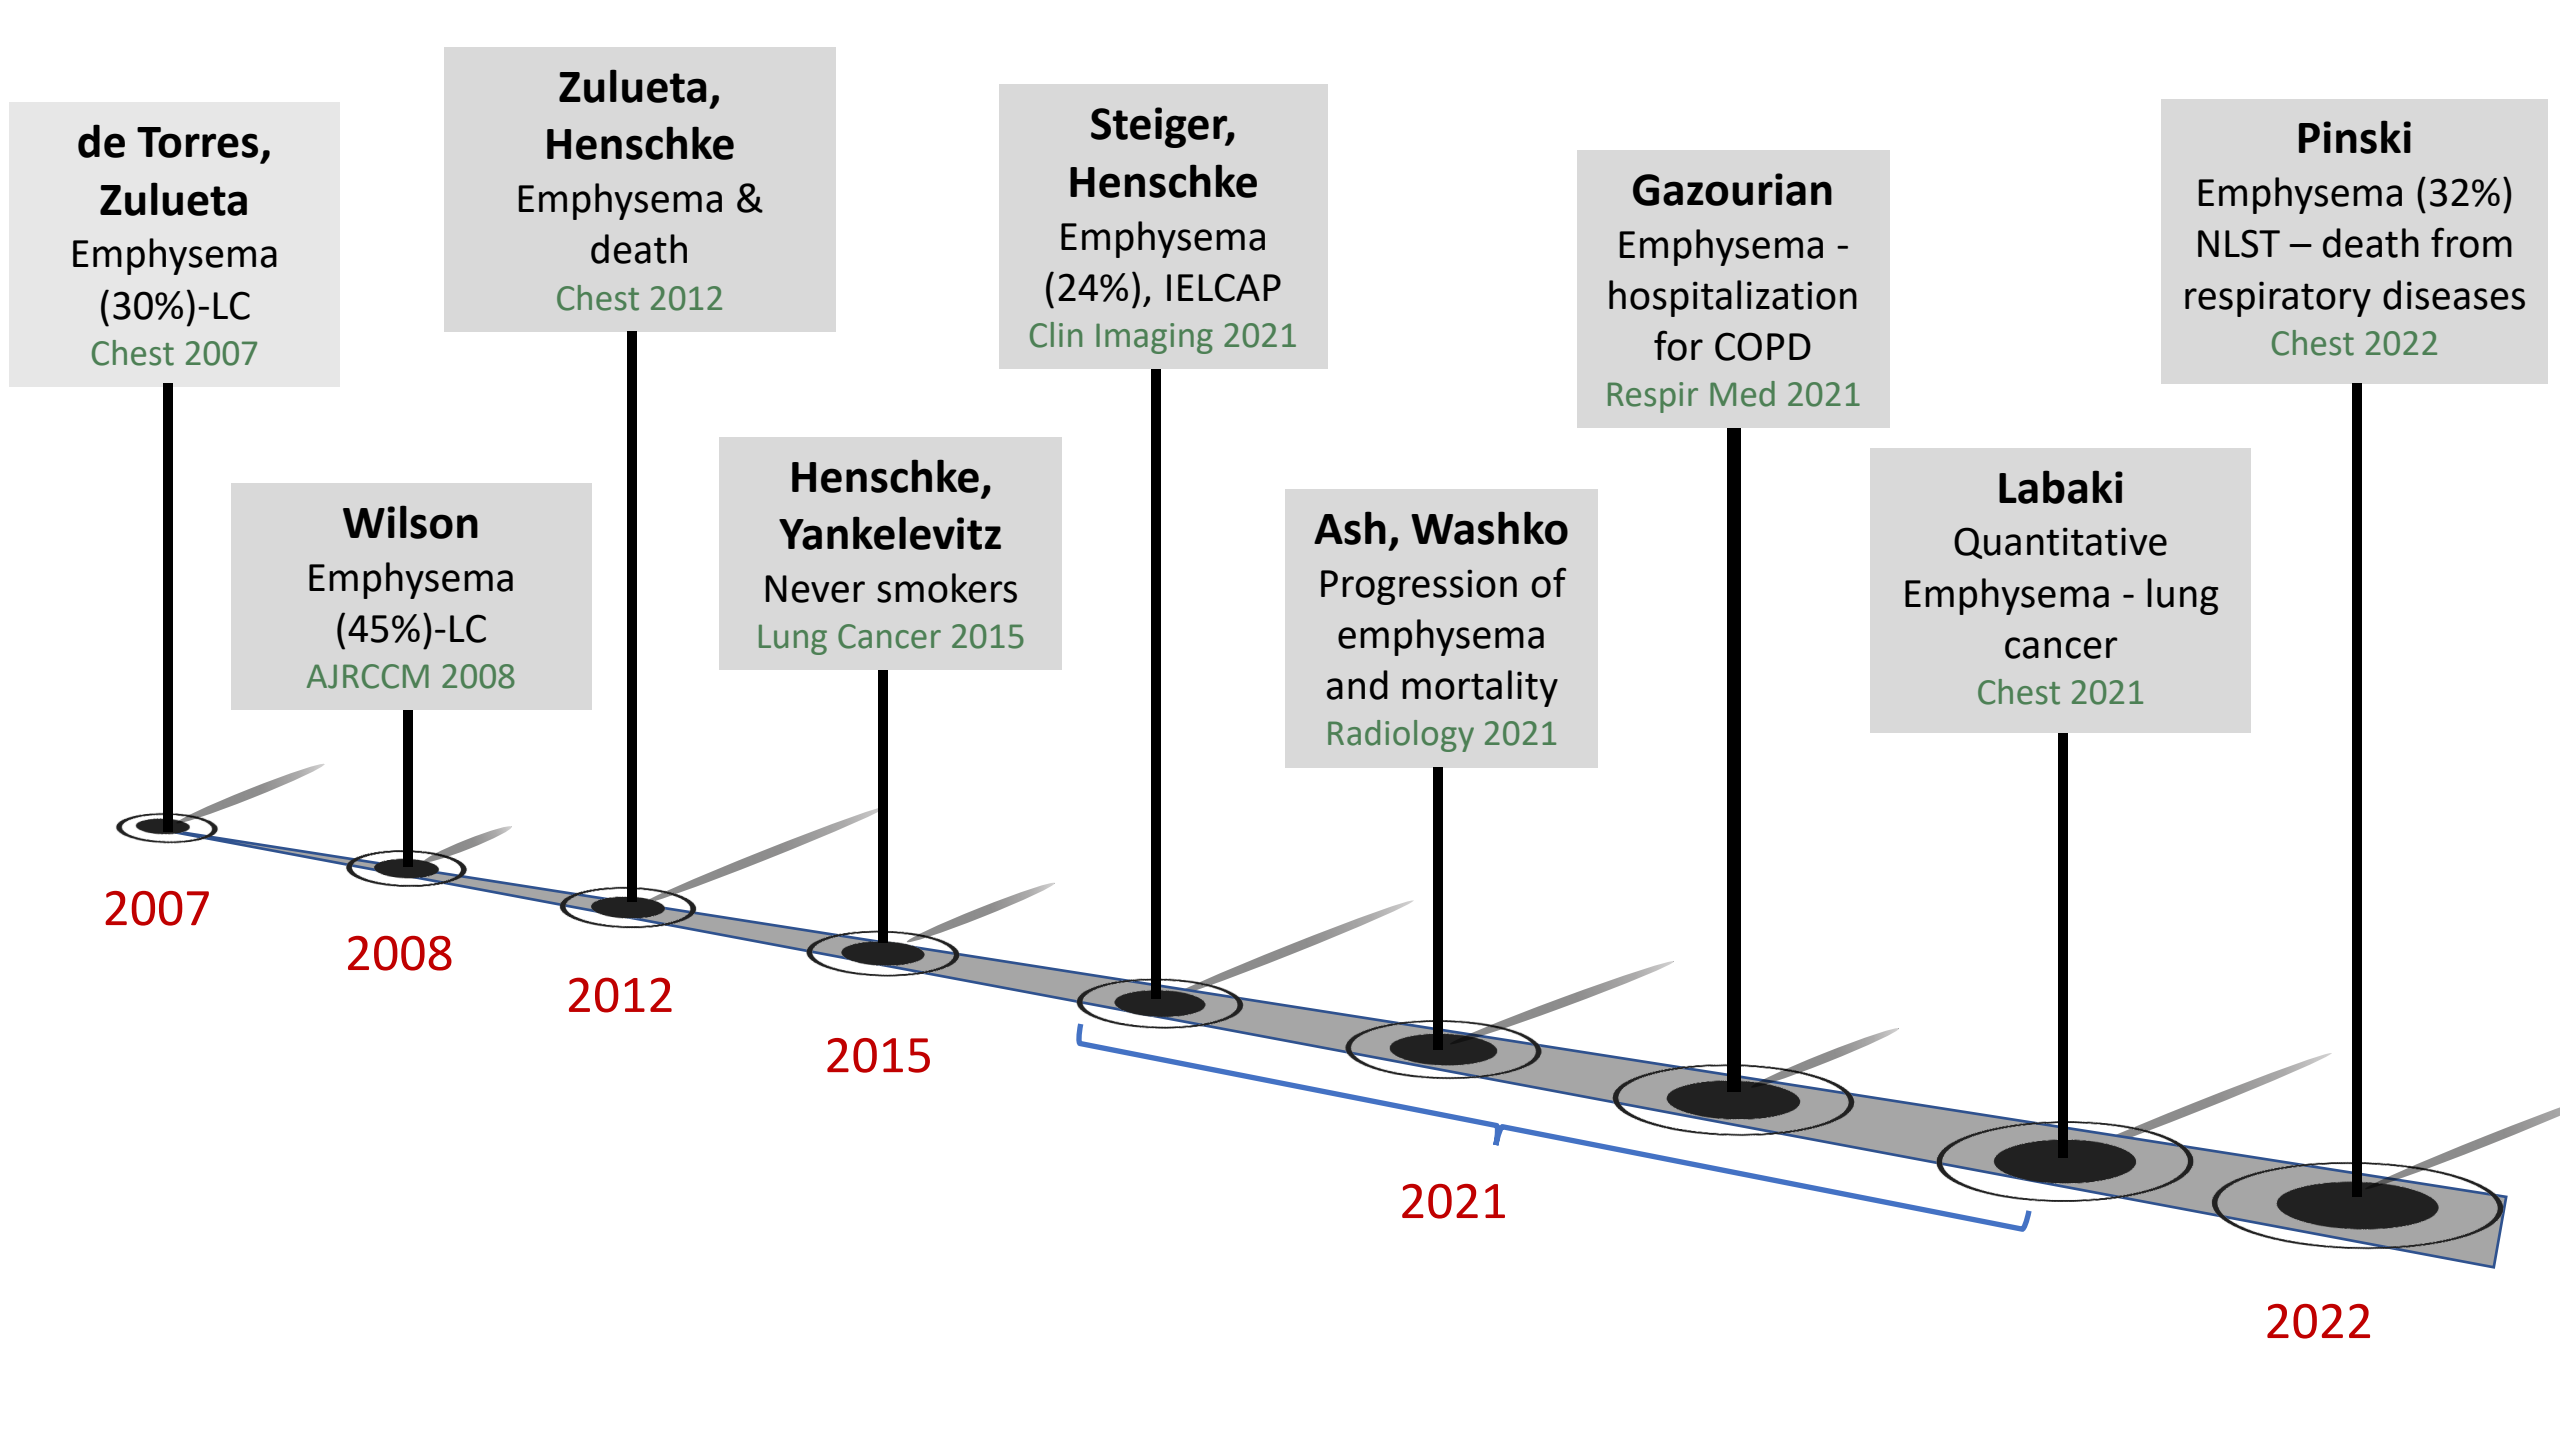 de Torres,
Zulueta
Emphysema
(30%)-LC
Chest 2007
Wilson
Emphysema
(45%)-LC
AJRCCM 2008
Zulueta,
Henschke
Emphysema &
death
Chest 2012
Henschke,
Yankelevitz
Never smokers
Lung Cancer 2015
Steiger,
Henschke
Emphysema
(24%), IELCAP
Clin Imaging 2021
Ash, Washko
Progression of
emphysema
and mortality
Radiology 2021
Gazourian
Emphysema -
hospitalization
for COPD
Respir Med 2021
Labaki
Quantitative
Emphysema - lung
cancer
Chest 2021
Pinski
Emphysema (32%)
NLST – death from
respiratory diseases
Chest 2022
2007
2008
2012
2015
2021
2022